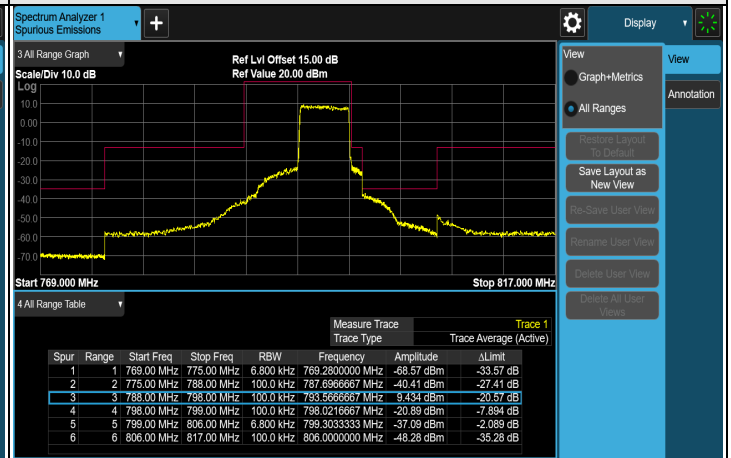 Spectrum Analyzer 1
Spurious Emissions
Display
3 All Range Graph
Ref Lvl Offset 15.00 dB
Scale/Div 10.0 dB
Ref Value 20.00 dBm
Log
10.0
0.00
-10.0
-20.0
-30.0
-40.0
-50.0
-60.0
-70.0
Start 769.000 MHz
Stop 817.000 MHz
4 All Range Table
Measure Trace Trace 1
Trace Type Trace Average (Active)
Spur Range Start Freq Stop Freq RBW Frequency Amplitude ΔLimit
1 1 769.00 MHz 775.00 MHz 6.800 kHz 769.2800000 MHz -68.57 dBm -33.57 dB
2 2 775.00 MHz 788.00 MHz 100.0 kHz 787.6966667 MHz -40.41 dBm -27.41 dB
3 3 788.00 MHz 798.00 MHz 100.0 kHz 793.5666667 MHz 9.434 dBm -20.57 dB
4 4 798.00 MHz 799.00 MHz 100.0 kHz 798.0216667 MHz -20.89 dBm -7.894 dB
5 5 799.00 MHz 806.00 MHz 6.800 kHz 799.3033333 MHz -37.09 dBm -2.089 dB
6 6 806.00 MHz 817.00 MHz 100.0 kHz 806.0000000 MHz -48.28 dBm -35.28 dB
View
Graph+Metrics
All Ranges
Restore Layout
To Default
Save Layout as
New View
Re-Save User View
Rename User View
Delete User View
Delete All User
Views
View
Annotation